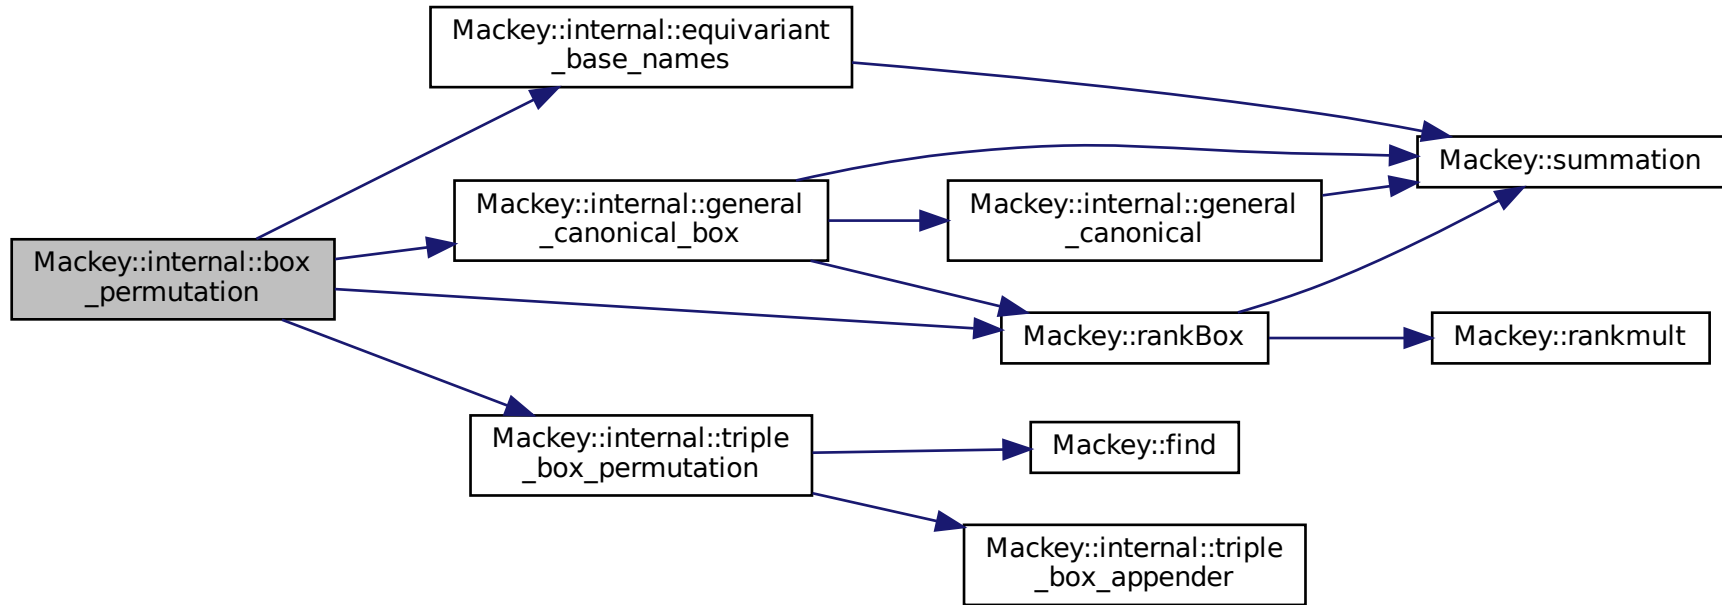 Mackey::internal::box
_permutation
Mackey::internal::equivariant
_base_names
Mackey::internal::general
_canonical_box
Mackey::internal::triple
_box_permutation
Mackey::internal::general
_canonical
Mackey::rankBox
Mackey::find
Mackey::internal::triple
_box_appender
Mackey::summation
Mackey::rankmult